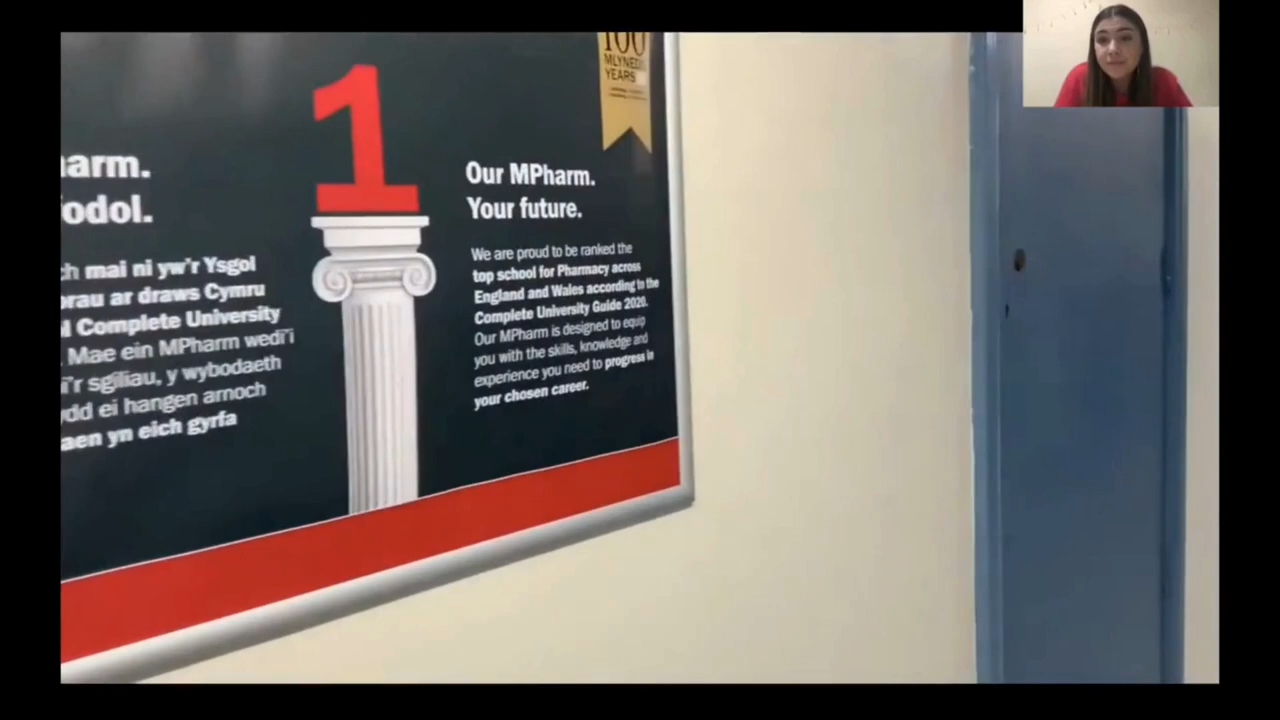 arm.
odol.
ch mai ni yw'r Ysgol
orau ar draws Cymru
l Complete University
. Mae ein MPharm wedi'i
i'r sgiliau, y wybodaeth
ydd ei hangen arnoch
aen yn eich gyrfa
1
100
MLYNEDD
YEARS
Our MPharm.
Your future.
We are proud to be ranked the
top school for Pharmacy across
England and Wales according to the
Complete University Guide 2020.
Our MPharm is designed to equip
you with the skills, knowledge and
experience you need to progress in
your chosen career.